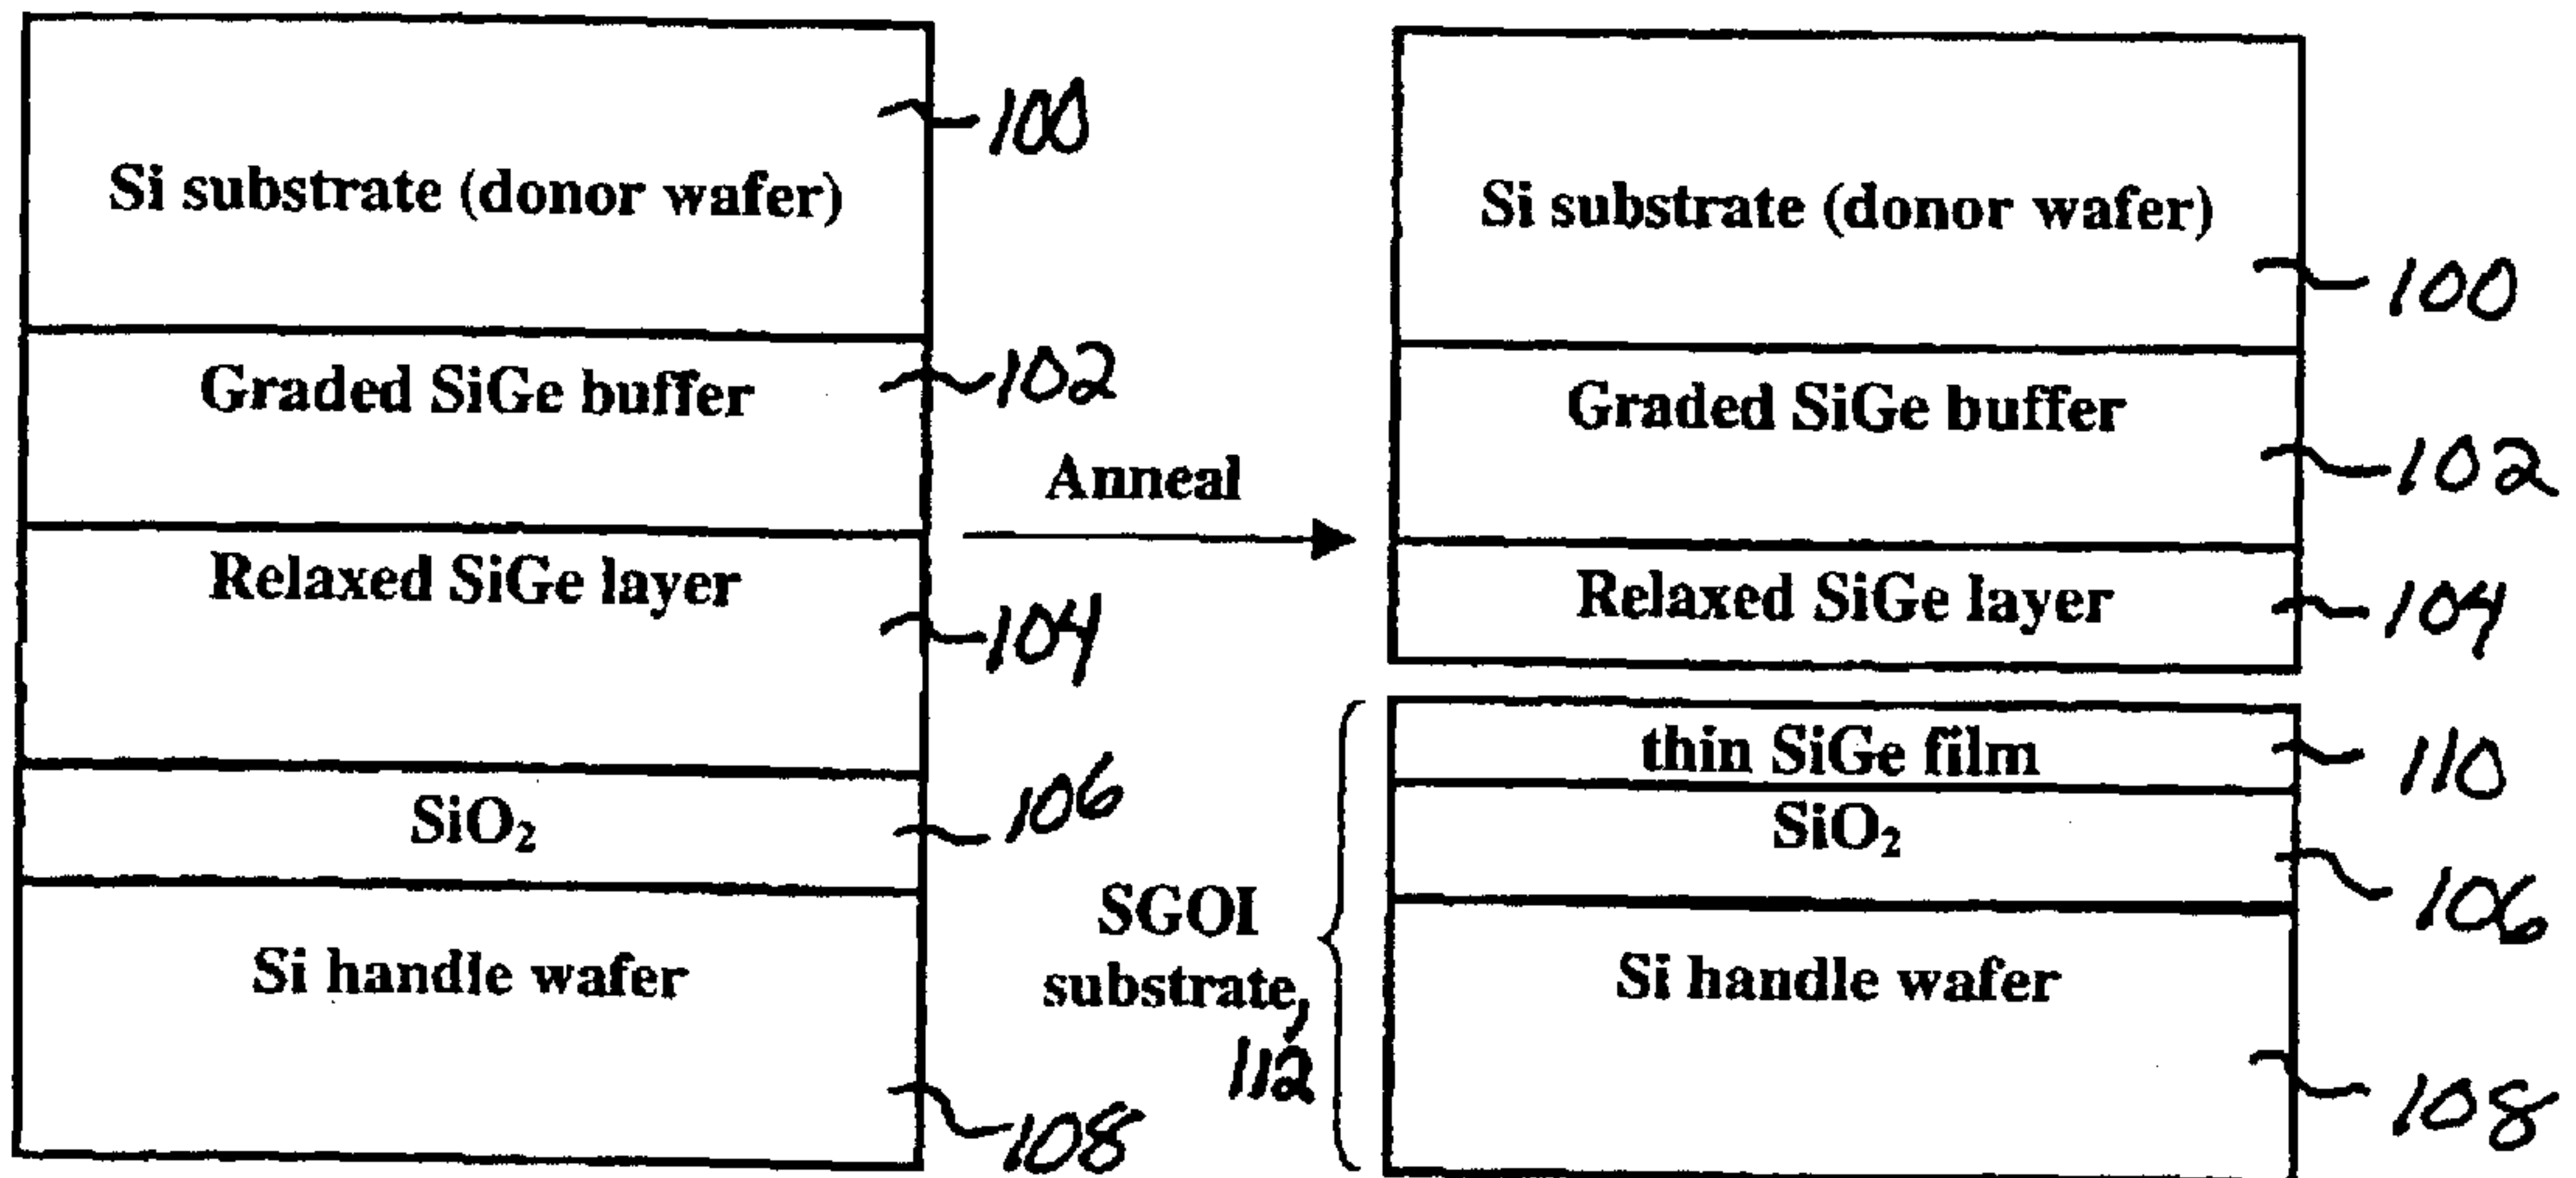 Si substrate (donor wafer)
100
Graded SiGe buffer
102
Relaxed SiGe layer
104
SiO₂
106
Si handle wafer
108
Anneal
Si substrate (donor wafer)
100
Graded SiGe buffer
102
Relaxed SiGe layer
104
thin SiGe film
110
SiO₂
106
Si handle wafer
108
SGOI
substrate,
112